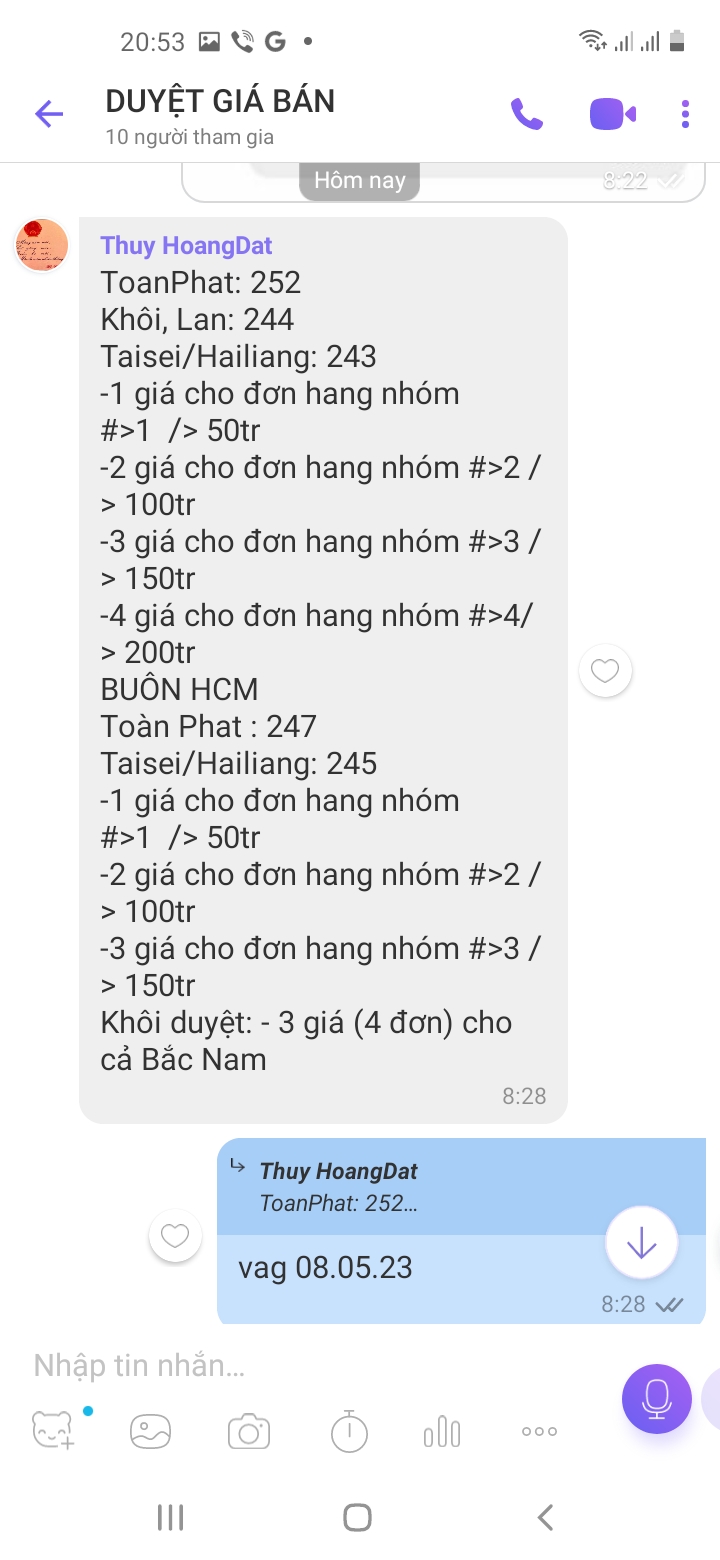 20:53
DUYỆT GIÁ BÁN
10 người tham gia
Hôm nay
8:22
Thuy HoangDat
ToanPhat: 252
Khôi, Lan: 244
Taisei/Hailiang: 243
-1 giá cho đơn hang nhóm
#>1  /> 50tr
-2 giá cho đơn hang nhóm #>2 /
> 100tr
-3 giá cho đơn hang nhóm #>3 /
> 150tr
-4 giá cho đơn hang nhóm #>4/
> 200tr
BUÔN HCM
Toàn Phat : 247
Taisei/Hailiang: 245
-1 giá cho đơn hang nhóm
#>1  /> 50tr
-2 giá cho đơn hang nhóm #>2 /
> 100tr
-3 giá cho đơn hang nhóm #>3 /
> 150tr
Khôi duyệt: - 3 giá (4 đơn) cho
cả Bắc Nam
8:28
Thuy HoangDat
ToanPhat: 252...
vag 08.05.23
8:28
Nhập tin nhắn...